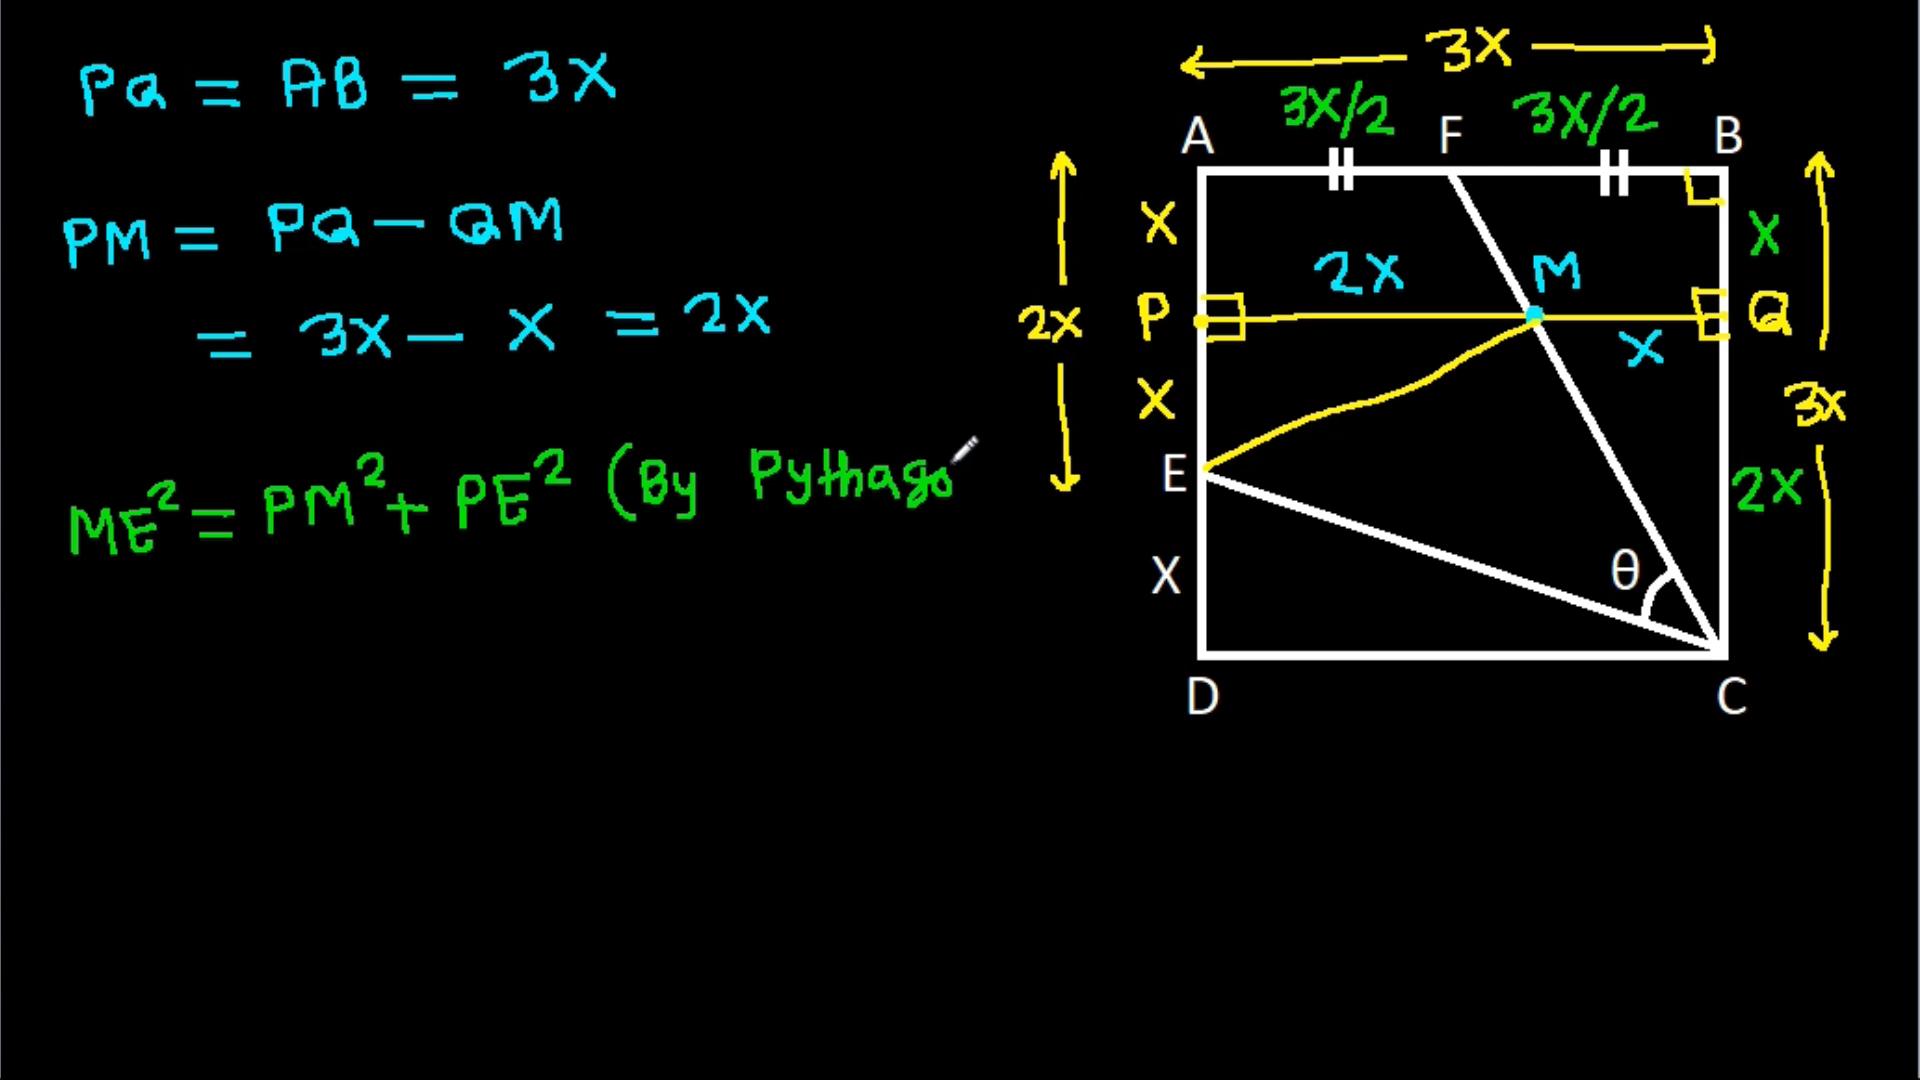 PQ = AB = 3X
PM = PQ - QM
= 3X - X = 2X
ME² = PM² + PE² (By Pythago
3X
3X/2 3X/2
A F B
X X
2X M
2X P Q
X
X 3X
E 2X
X θ
D C